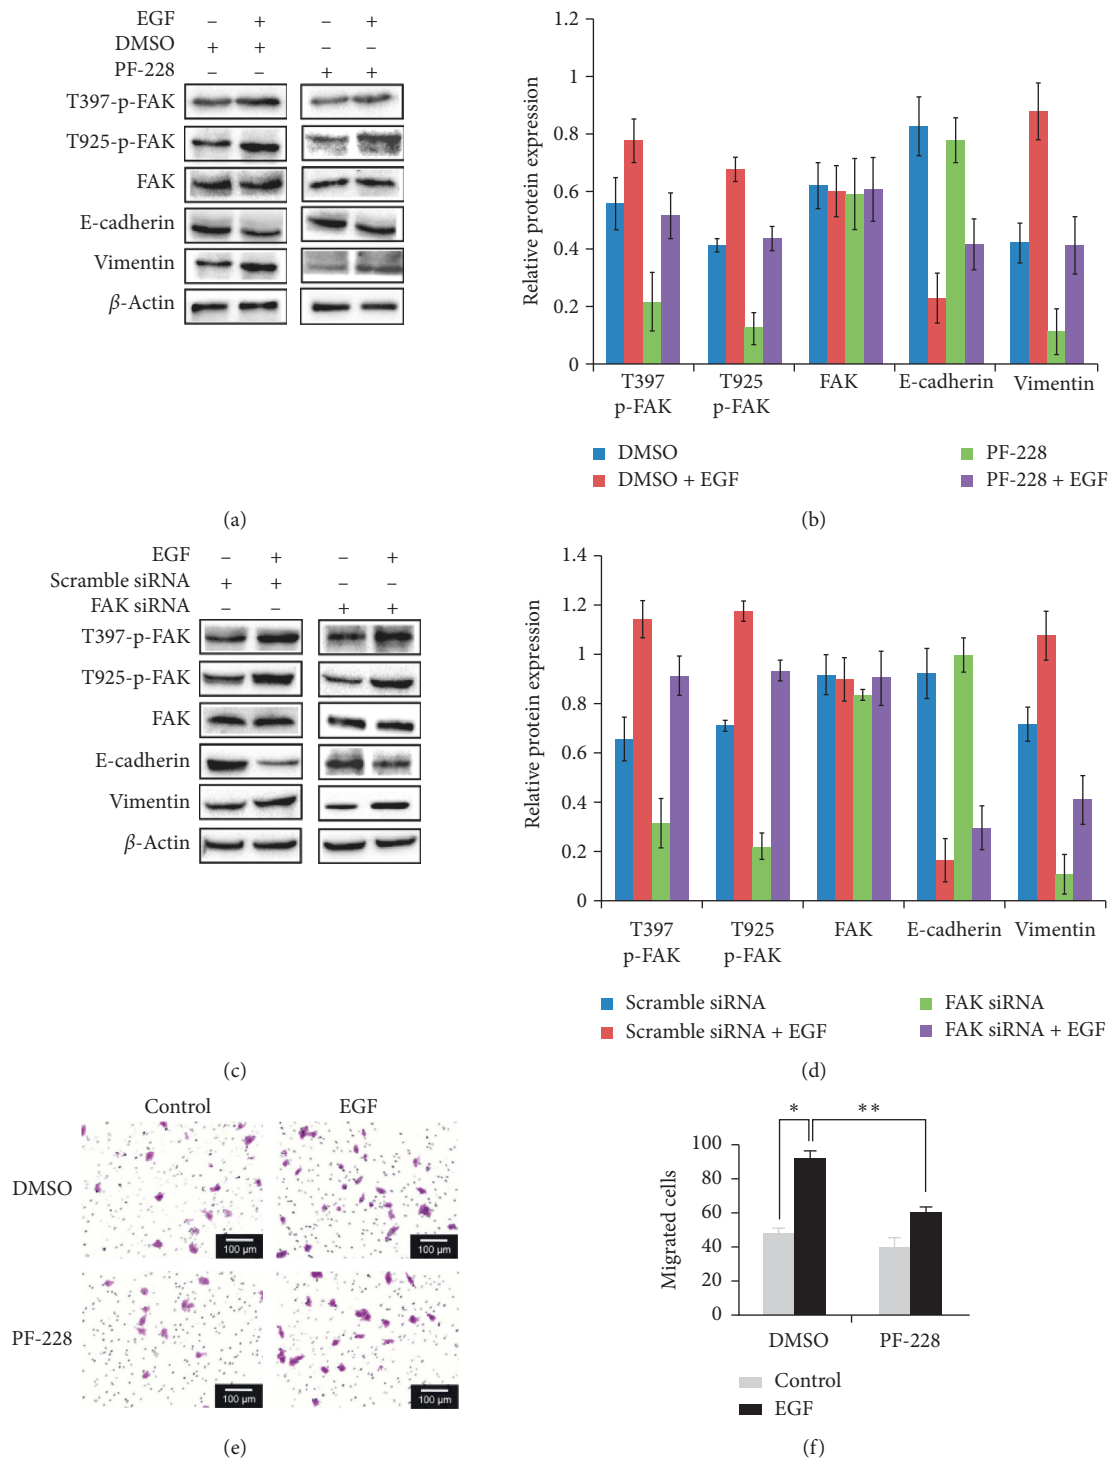 EGF – + – +
DMSO + + – –
PF-228 – – + +
T397-p-FAK
T925-p-FAK
FAK
E-cadherin
Vimentin
β-Actin
(a)
Relative protein expression
1.2
1
0.8
0.6
0.4
0.2
0
T397
p-FAK
T925
p-FAK
FAK
E-cadherin
Vimentin
DMSO
DMSO + EGF
PF-228
PF-228 + EGF
(b)
EGF – + – +
Scramble siRNA + + – –
FAK siRNA – – + +
T397-p-FAK
T925-p-FAK
FAK
E-cadherin
Vimentin
β-Actin
(c)
Relative protein expression
1.4
1.2
1
0.8
0.6
0.4
0.2
0
T397
p-FAK
T925
p-FAK
FAK
E-cadherin
Vimentin
Scramble siRNA
Scramble siRNA + EGF
FAK siRNA
FAK siRNA + EGF
(d)
Control
EGF
DMSO
100 μm
100 μm
PF-228
100 μm
100 μm
(e)
Migrated cells
100
80
60
40
20
0
*
**
DMSO
PF-228
Control
EGF
(f)